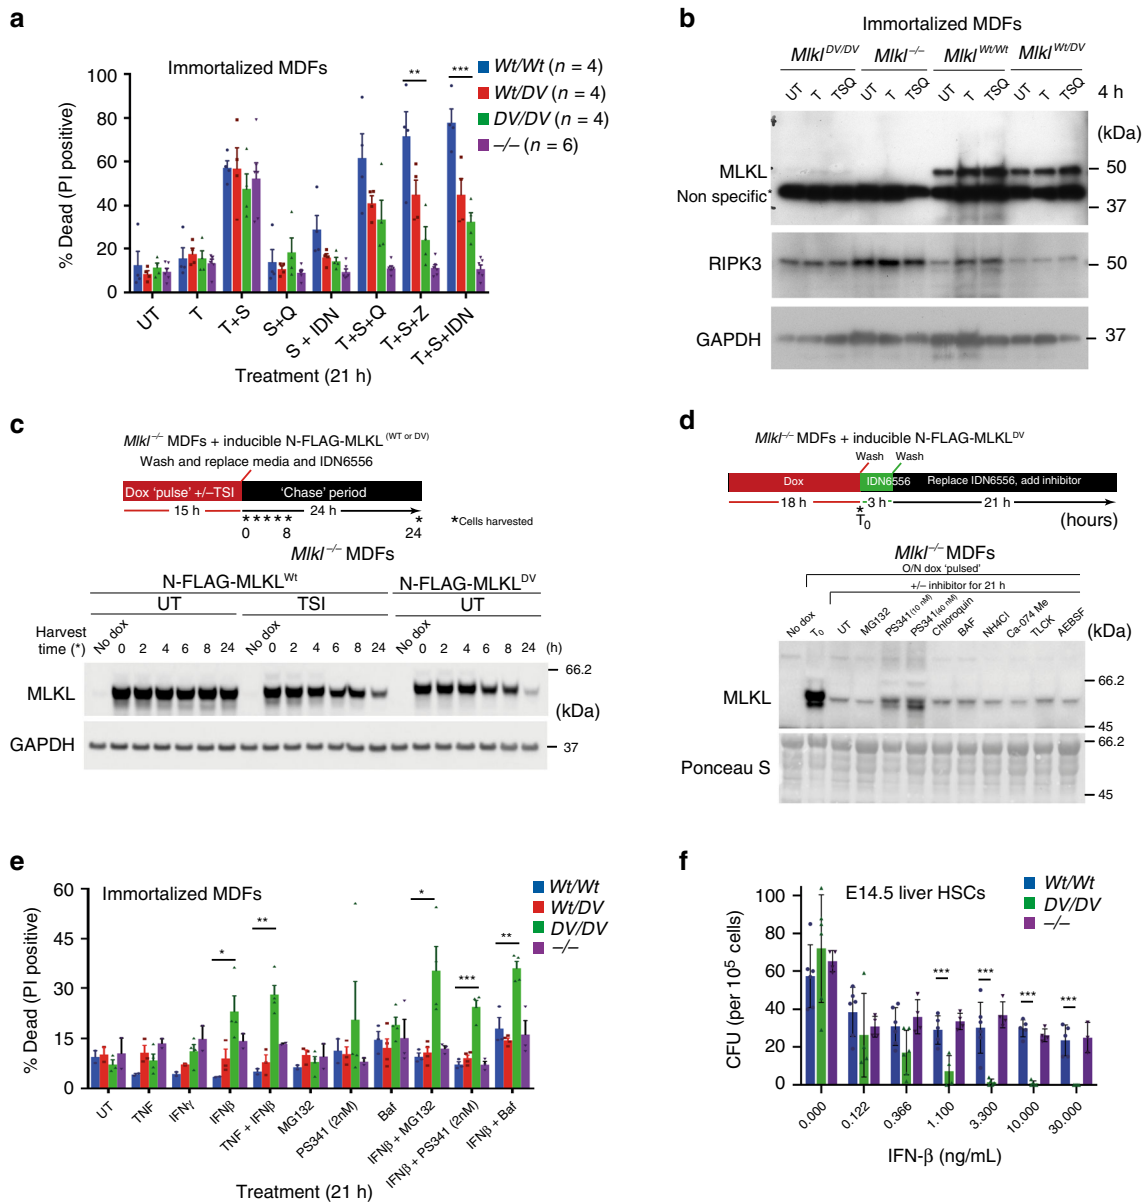 a
Immortalized MDFs
% Dead (PI positive)
100
80
60
40
20
0
**
***
Wt/Wt (n = 4)
Wt/DV (n = 4)
DV/DV (n = 4)
–/– (n = 6)
UT
T
T+S
S+Q
S + IDN
T+S+Q
T+S+Z
T+S+IDN
Treatment (21 h)
b
Immortalized MDFs
Mlkl DV/DV Mlkl –/– Mlkl Wt/Wt Mlkl Wt/DV
UT T TSQ UT T TSQ UT T TSQ UT T TSQ 4 h
(kDa)
MLKL 50
Non specific* 37
RIPK3 50
GAPDH 37
c
Mlkl –/– MDFs + inducible N-FLAG-MLKL (WT or DV)
Wash and replace media and IDN6556
Dox ‘pulse’ +/–TSI ‘Chase’ period
15 h 24 h
* * * * * *
0 8 24
*Cells harvested
Mlkl –/– MDFs
N-FLAG-MLKL Wt N-FLAG-MLKL DV
UT TSI UT
Harvest time (*) No dox 0 2 4 6 8 24 No dox 0 2 4 6 8 24 No dox 0 2 4 6 8 24 (h)
MLKL 66.2
(kDa)
GAPDH 37
d
Mlkl –/– MDFs + inducible N-FLAG-MLKL DV
Wash Wash
Dox IDN6556 Replace IDN6556, add inhibitor
18 h 3 h 21 h
*
T0 (hours)
Mlkl –/– MDFs
O/N dox ‘pulsed’
+/– inhibitor for 21 h
No dox T0 UT MG132 PS341(10 nM) PS341(40 nM) Chloroquin BAF NH4Cl Ca-074 Me TLCK AEBSF (kDa)
66.2
MLKL
45
66.2
Ponceau S
45
e
Immortalized MDFs
% Dead (PI positive)
60
45
30
15
0
*
**
*
***
**
Wt/Wt
Wt/DV
DV/DV
–/–
UT
TNF
IFNγ
IFNβ
TNF + IFNβ
MG132
PS341 (2nM)
Baf
IFNβ + MG132
IFNβ + PS341 (2nM)
IFNβ + Baf
Treatment (21 h)
f
E14.5 liver HSCs
CFU (per 10⁵ cells)
100
80
60
40
20
0
***
***
***
***
Wt/Wt
DV/DV
–/–
0.000
0.122
0.366
1.100
3.300
10.000
30.000
IFN-β (ng/mL)